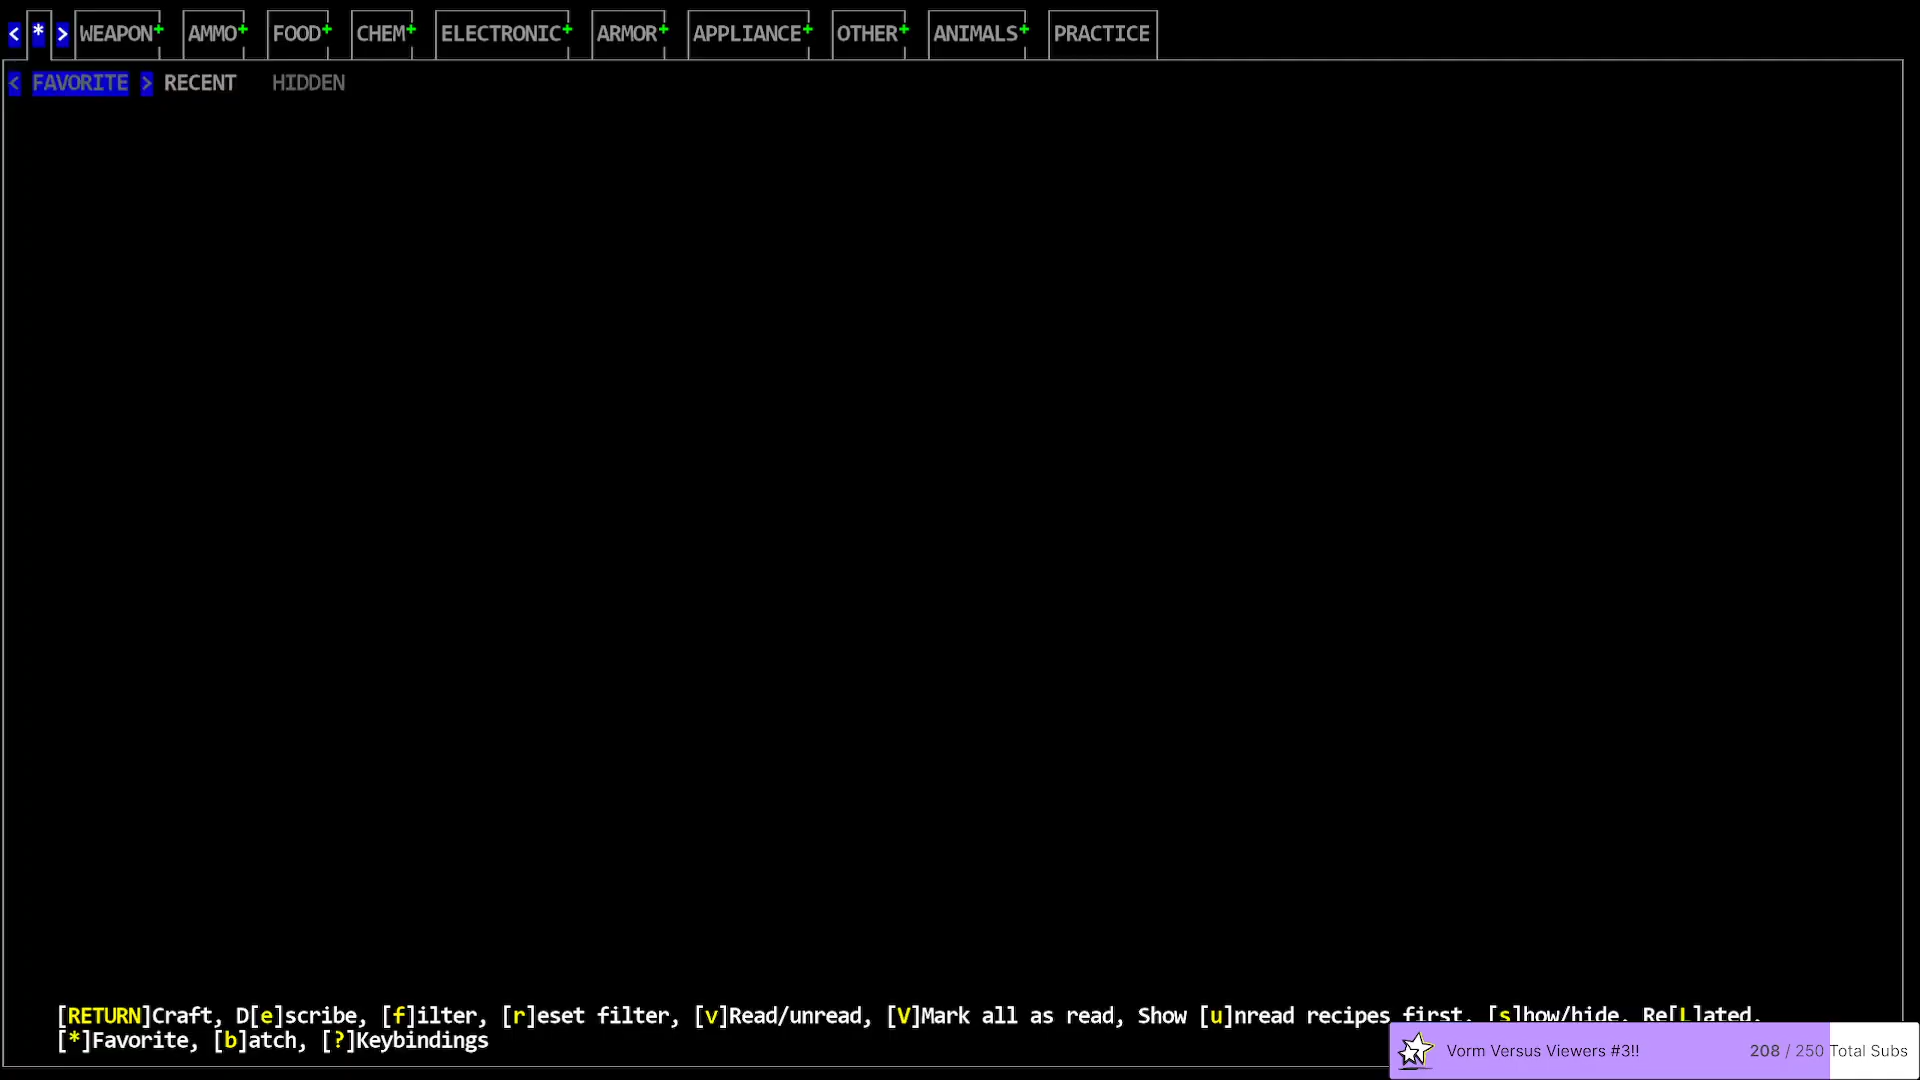 < * > WEAPON+ AMMO+ FOOD+ CHEM+ ELECTRONIC+ ARMOR+ APPLIANCE+ OTHER+ ANIMALS+ PRACTICE
< FAVORITE > RECENT HIDDEN
[RETURN]Craft, D[e]scribe, [f]ilter, [r]eset filter, [v]Read/unread, [V]Mark all as read, Show [u]nread recipes first, [s]how/hide, Re[L]ated,
[*]Favorite, [b]atch, [?]Keybindings
Vorm Versus Viewers #3!! 208 / 250 Total Subs